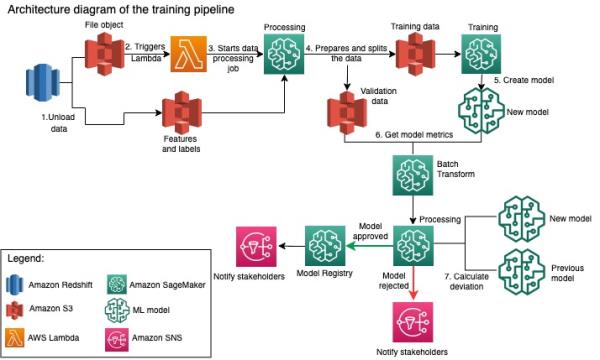 Architecture diagram of the training pipeline
File object
Processing
Training data
Training
2. Triggers
Lambda
3. Starts data
processing
job
4. Prepares and splits
the data
5. Create model
1.Unload
data
Features
and labels
Validation
data
New model
6. Get model metrics
Batch
Transform
Model
approved
Processing
New model
Notify stakeholders
Model Registry
Model
rejected
7. Calculate
deviation
Previous
model
Notify stakeholders
Legend:
Amazon Redshift
Amazon SageMaker
Amazon S3
ML model
AWS Lambda
Amazon SNS